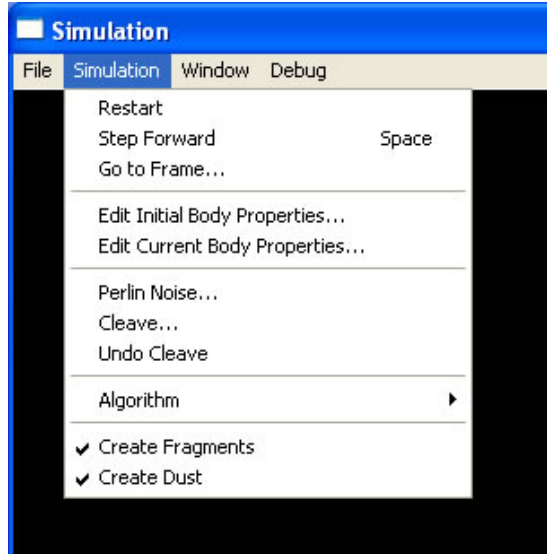 Simulation
File Simulation Window Debug
Restart
Step Forward Space
Go to Frame...
Edit Initial Body Properties...
Edit Current Body Properties...
Perlin Noise...
Cleave...
Undo Cleave
Algorithm
Create Fragments
Create Dust